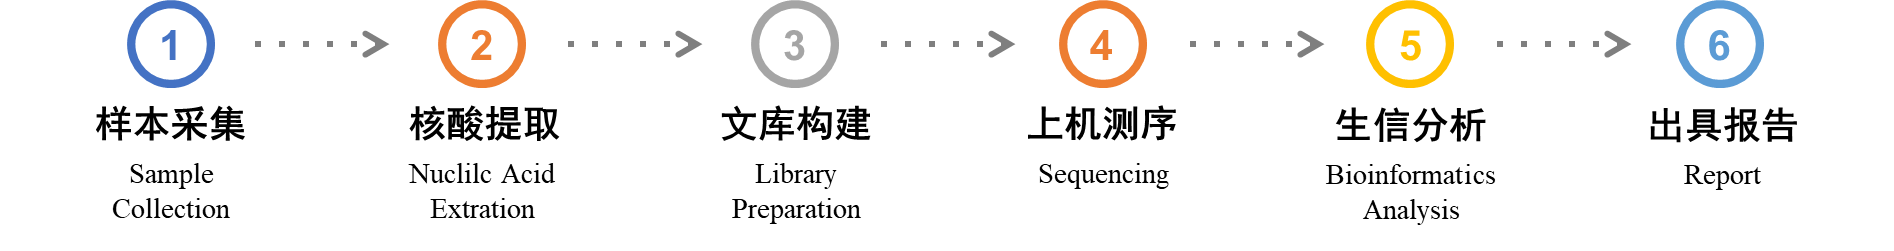 1
2
3
4
5
6
样本采集
核酸提取
文库构建
上机测序
生信分析
出具报告
Sample
Collection
Nuclilc Acid
Extration
Library
Preparation
Sequencing
Bioinformatics
Analysis
Report